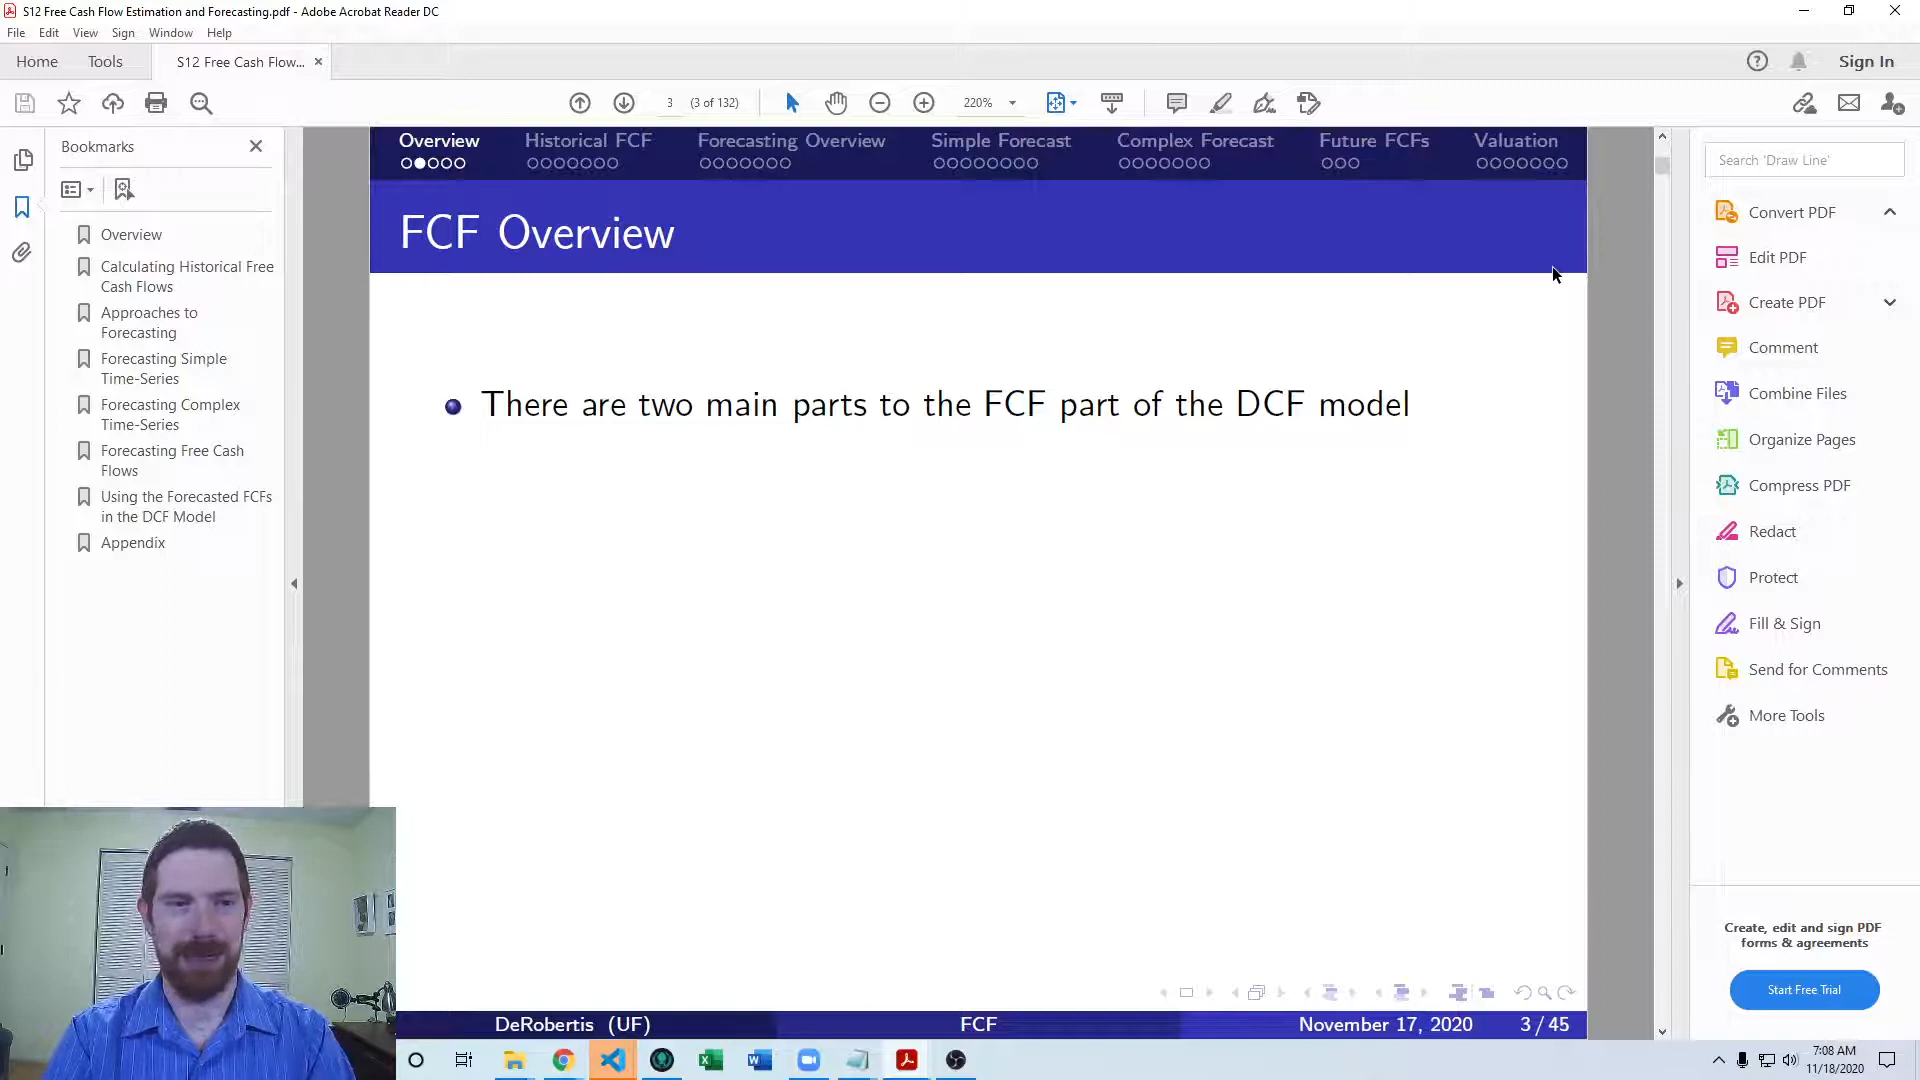 S12 Free Cash Flow Estimation and Forecasting.pdf - Adobe Acrobat Reader DC
File Edit View Sign Window Help
Home Tools S12 Free Cash Flow... Sign In
3 (3 of 132) 220%
Bookmarks
Overview
Calculating Historical Free
Cash Flows
Approaches to
Forecasting
Forecasting Simple
Time-Series
Forecasting Complex
Time-Series
Forecasting Free Cash
Flows
Using the Forecasted FCFs
in the DCF Model
Appendix
Overview Historical FCF Forecasting Overview Simple Forecast Complex Forecast Future FCFs Valuation
FCF Overview
There are two main parts to the FCF part of the DCF model
DeRobertis (UF) FCF November 17, 2020 3 / 45
Search 'Draw Line'
Convert PDF
Edit PDF
Create PDF
Comment
Combine Files
Organize Pages
Compress PDF
Redact
Protect
Fill & Sign
Send for Comments
More Tools
Create, edit and sign PDF
forms & agreements
Start Free Trial
7:08 AM
11/18/2020